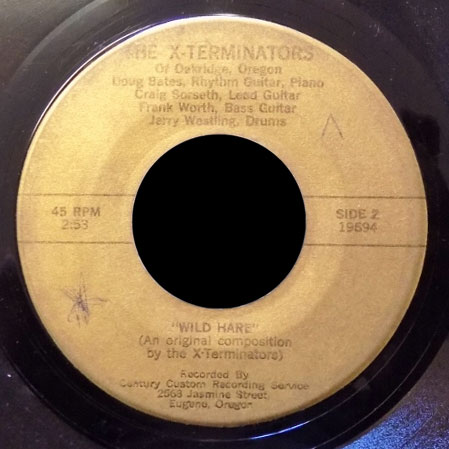 THE X-TERMINATORS
Of Oakridge, Oregon
Doug Bates, Rhythm Guitar, Piano
Craig Sorseth, Lead Guitar
Frank Worth, Bass Guitar
Jerry Westling, Drums
45 RPM
2:53
SIDE 2
19694
"WILD HARE"
(An original composition
by the X-Terminators)
Recorded By
Century Custom Recording Service
2568 Jasmine Street
Eugene, Oregon